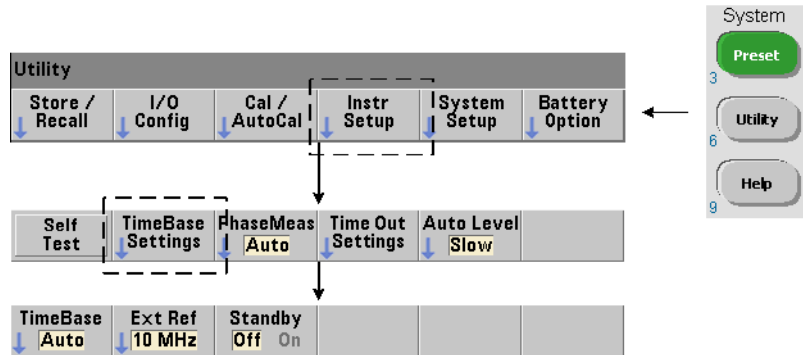 System
Preset
3
Utility
6
Help
9
Utility
Store / Recall
I/O Config
Cal / AutoCal
Instr Setup
System Setup
Battery Option
Self Test
TimeBase Settings
PhaseMeas Auto
Time Out Settings
Auto Level Slow
TimeBase Auto
Ext Ref 10 MHz
Standby Off On